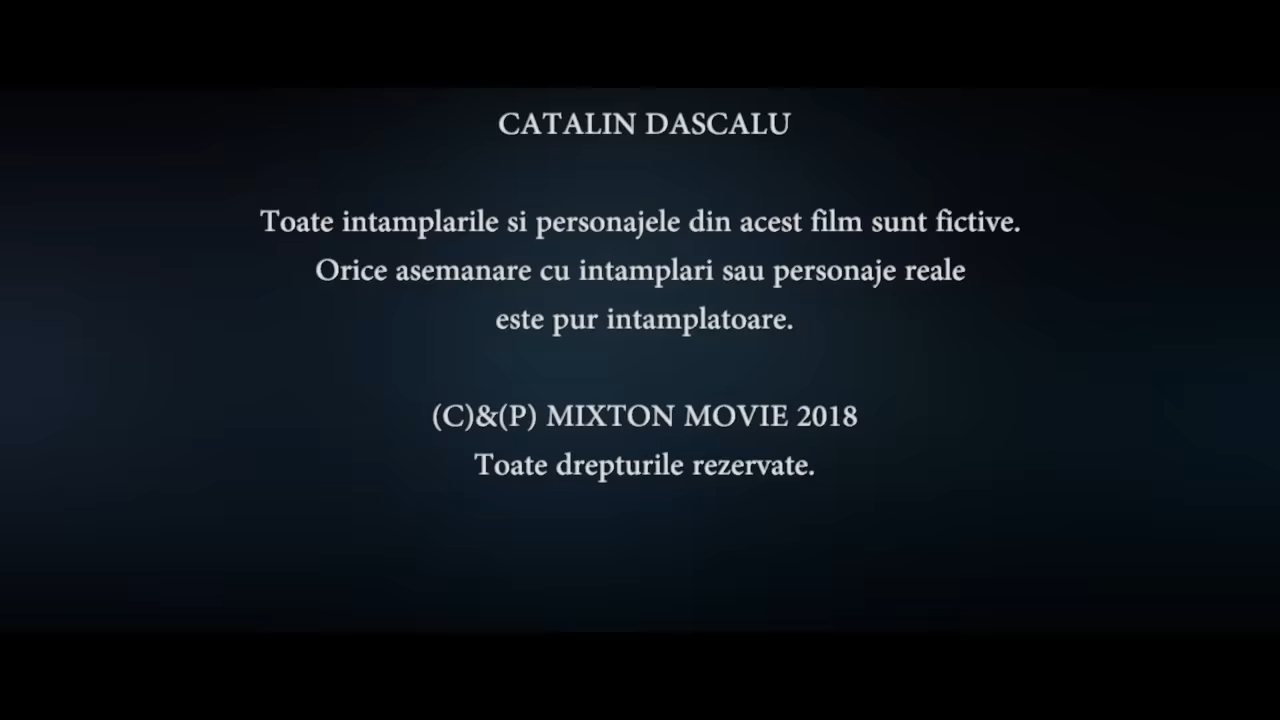 CATALIN DASCALU
Toate intamplarile si personajele din acest film sunt fictive.
Orice asemanare cu intamplari sau personaje reale
este pur intamplatoare.
(C)&(P) MIXTON MOVIE 2018
Toate drepturile rezervate.